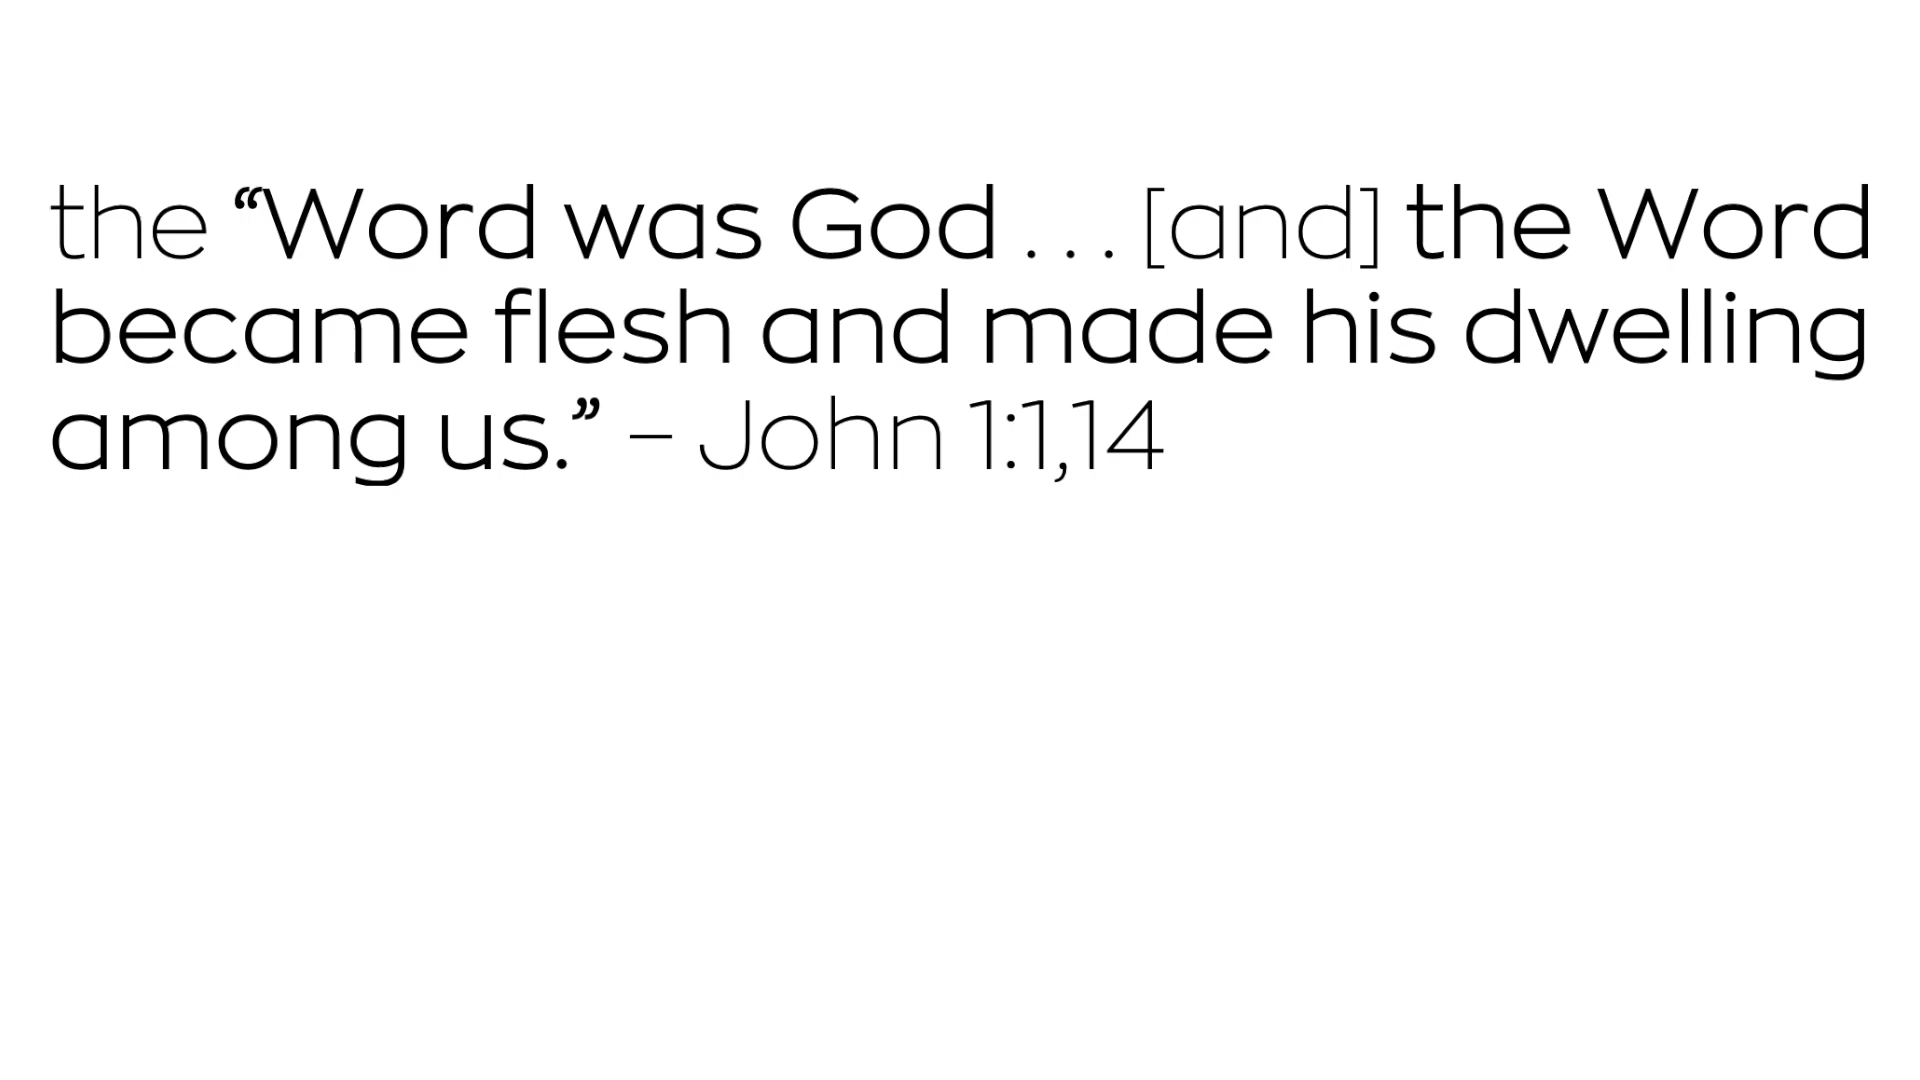 the “Word was God . . . [and] the Word
became flesh and made his dwelling
among us.” – John 1:1,14